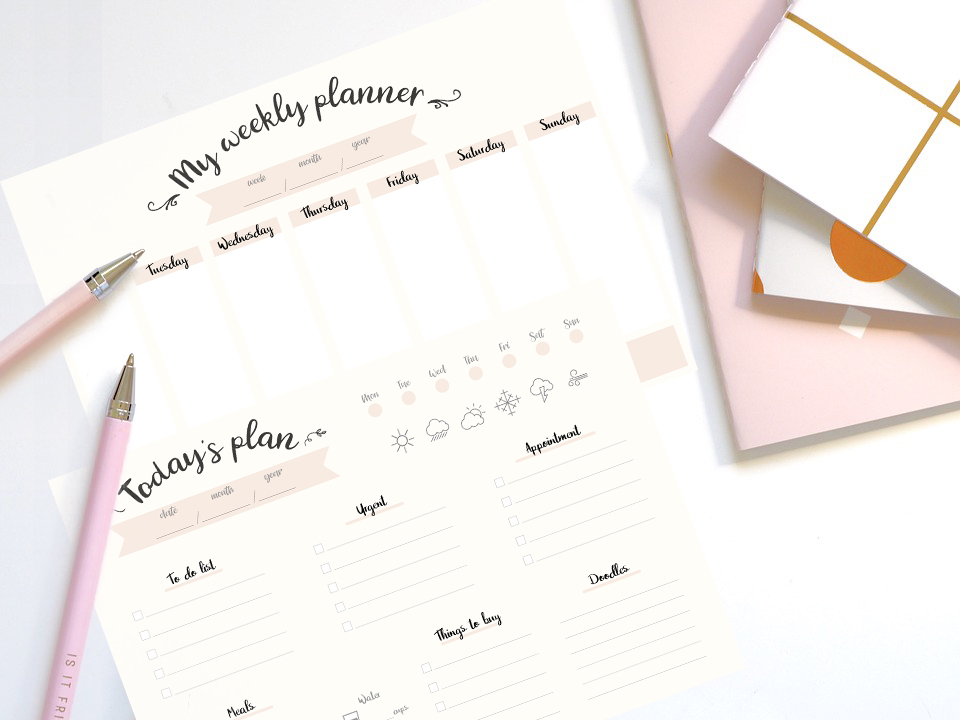 My weekly planner
week / month / year
Tuesday Wednesday Thursday Friday Saturday Sunday
Mon Tue Wed Thu Fri Sat Sun
Today's plan
date / month / year
Appointment
Urgent
To do list
Doodles
Things to buy
Meals
Water
cups
IS IT FRI